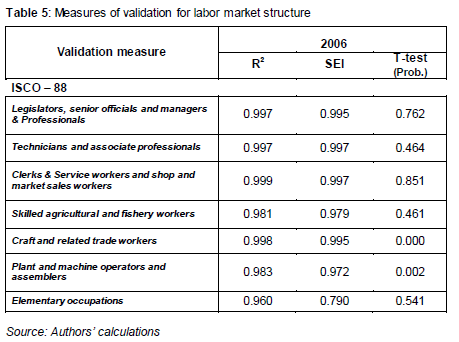 Table 5: Measures of validation for labor market structure
Validation measure
2006
R² SEI T-test
(Prob.)
ISCO – 88
Legislators, senior officials and managers
& Professionals 0.997 0.995 0.762
Technicians and associate professionals 0.997 0.997 0.464
Clerks & Service workers and shop and
market sales workers 0.999 0.997 0.851
Skilled agricultural and fishery workers 0.981 0.979 0.461
Craft and related trade workers 0.998 0.995 0.000
Plant and machine operators and
assemblers 0.983 0.972 0.002
Elementary occupations 0.960 0.790 0.541
Source: Authors' calculations